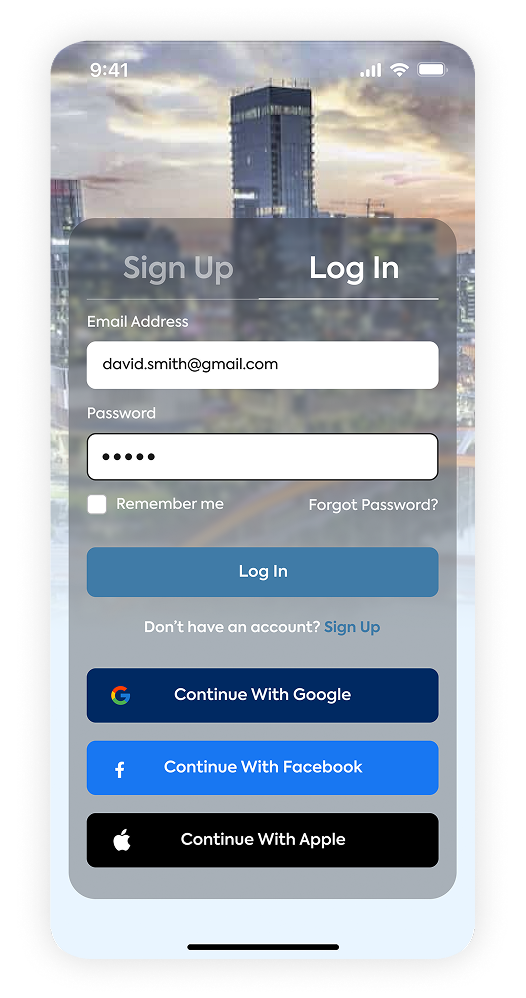 9:41
Sign Up Log In
Email Address
david.smith@gmail.com
Password
•••••
Remember me Forgot Password?
Log In
Don’t have an account? Sign Up
Continue With Google
Continue With Facebook
Continue With Apple